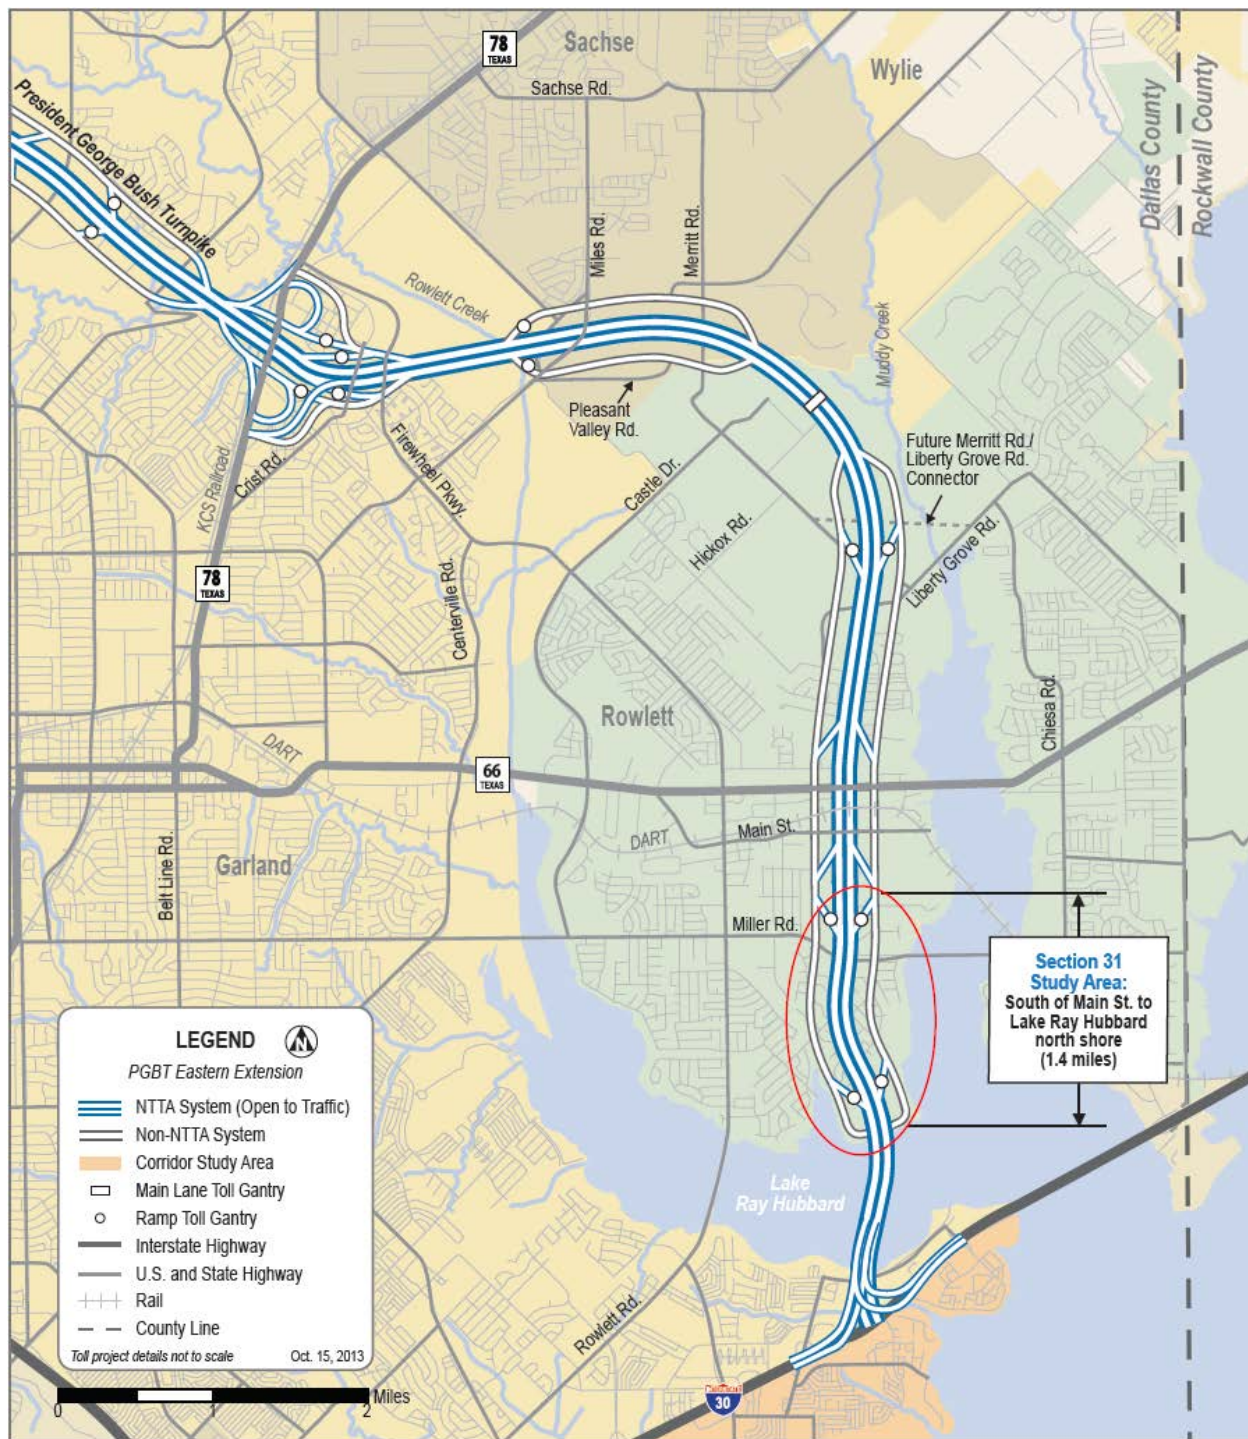 78
TEXAS
Sachse
Wylie
Sachse Rd.
Dallas County
Rockwall County
President George Bush Turnpike
Miles Rd.
Merritt Rd.
Rowlett Creek
Muddy Creek
Pleasant
Valley Rd.
Future Merritt Rd./
Liberty Grove Rd.
Connector
KCS Railroad
Crist Rd.
Firewheel Pkwy.
Castle Dr.
Hickox Rd.
Liberty Grove Rd.
78
TEXAS
Centerville Rd.
Rowlett
Chiesa Rd.
DART
66
TEXAS
Main St.
DART
Garland
Belt Line Rd.
Miller Rd.
Section 31
Study Area:
South of Main St. to
Lake Ray Hubbard
north shore
(1.4 miles)
Lake
Ray Hubbard
Rowlett Rd.
30
LEGEND
N
PGBT Eastern Extension
NTTA System (Open to Traffic)
Non-NTTA System
Corridor Study Area
Main Lane Toll Gantry
Ramp Toll Gantry
Interstate Highway
U.S. and State Highway
Rail
County Line
Toll project details not to scale Oct. 15, 2013
Miles
0 1 2